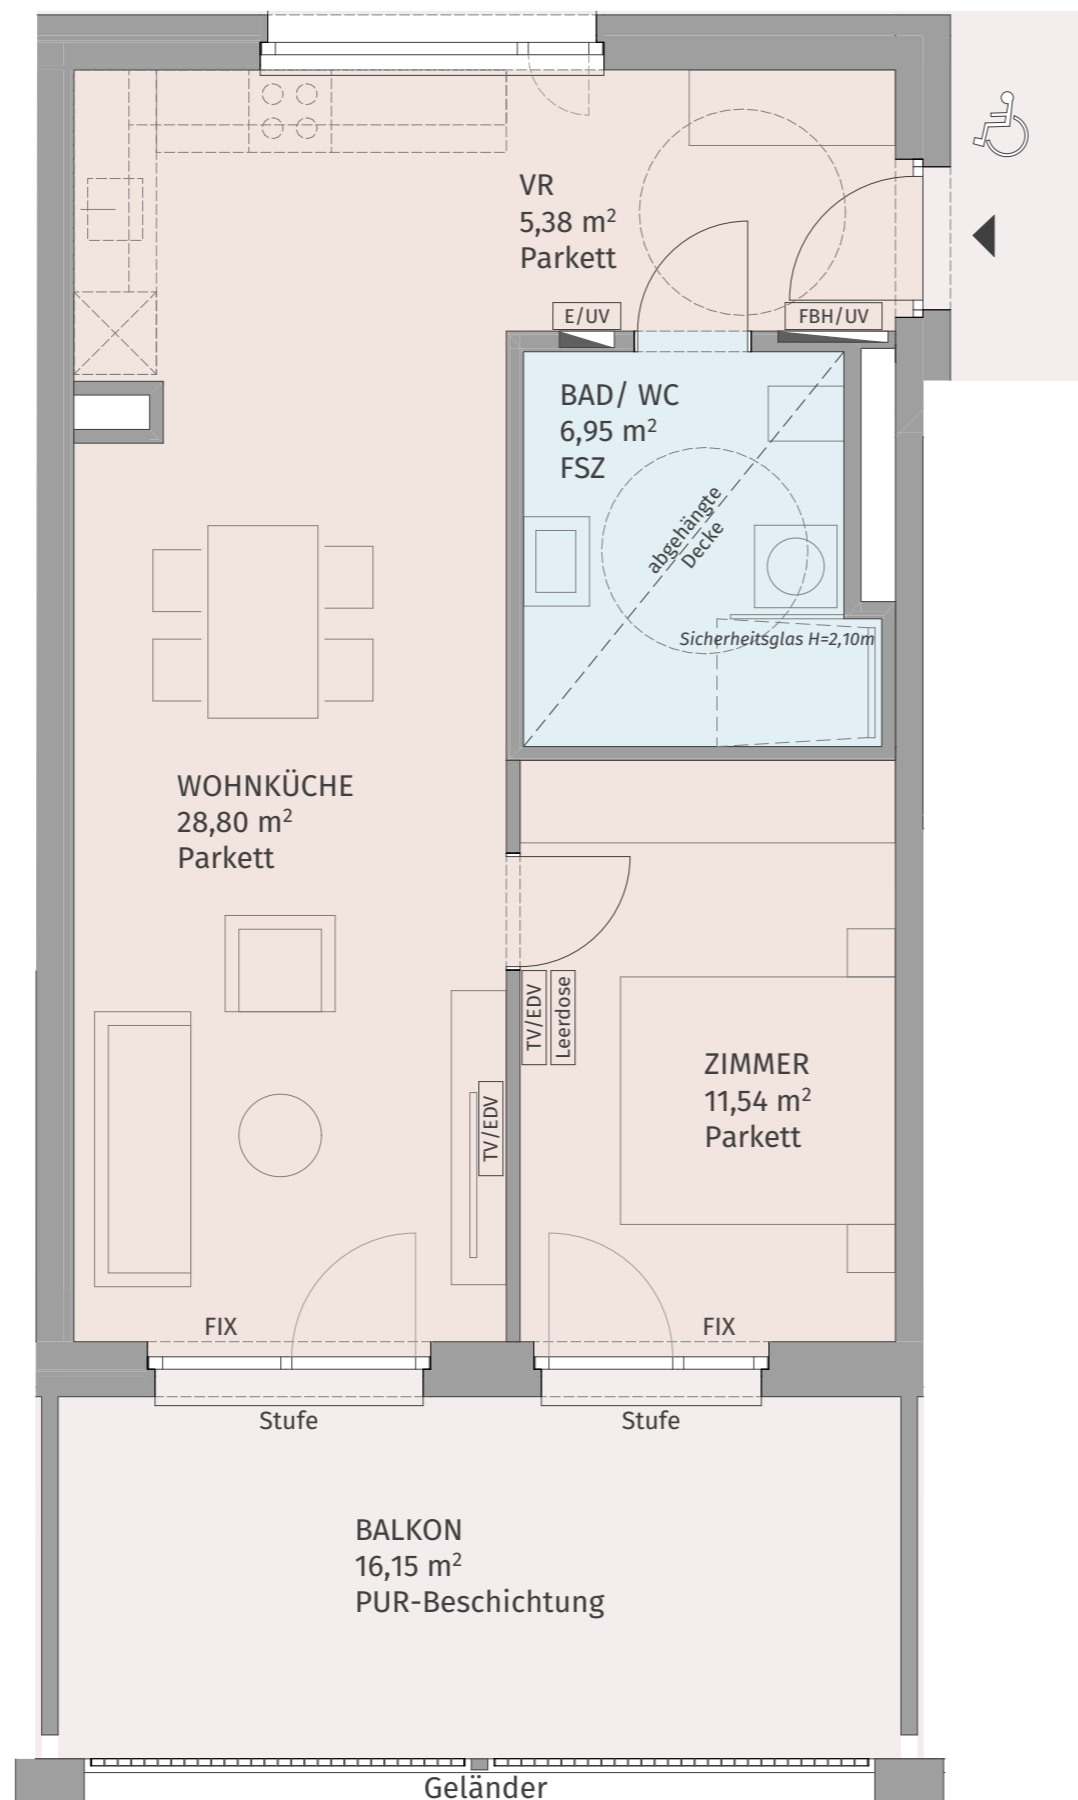 VR
5,38 m²
Parkett
E/UV
FBH/UV
BAD/ WC
6,95 m²
FSZ
abgehängte
Decke
Sicherheitsglas H=2,10m
WOHNKÜCHE
28,80 m²
Parkett
TV/EDV
Leerdose
ZIMMER
11,54 m²
Parkett
TV/EDV
FIX
FIX
Stufe
Stufe
BALKON
16,15 m²
PUR-Beschichtung
Geländer